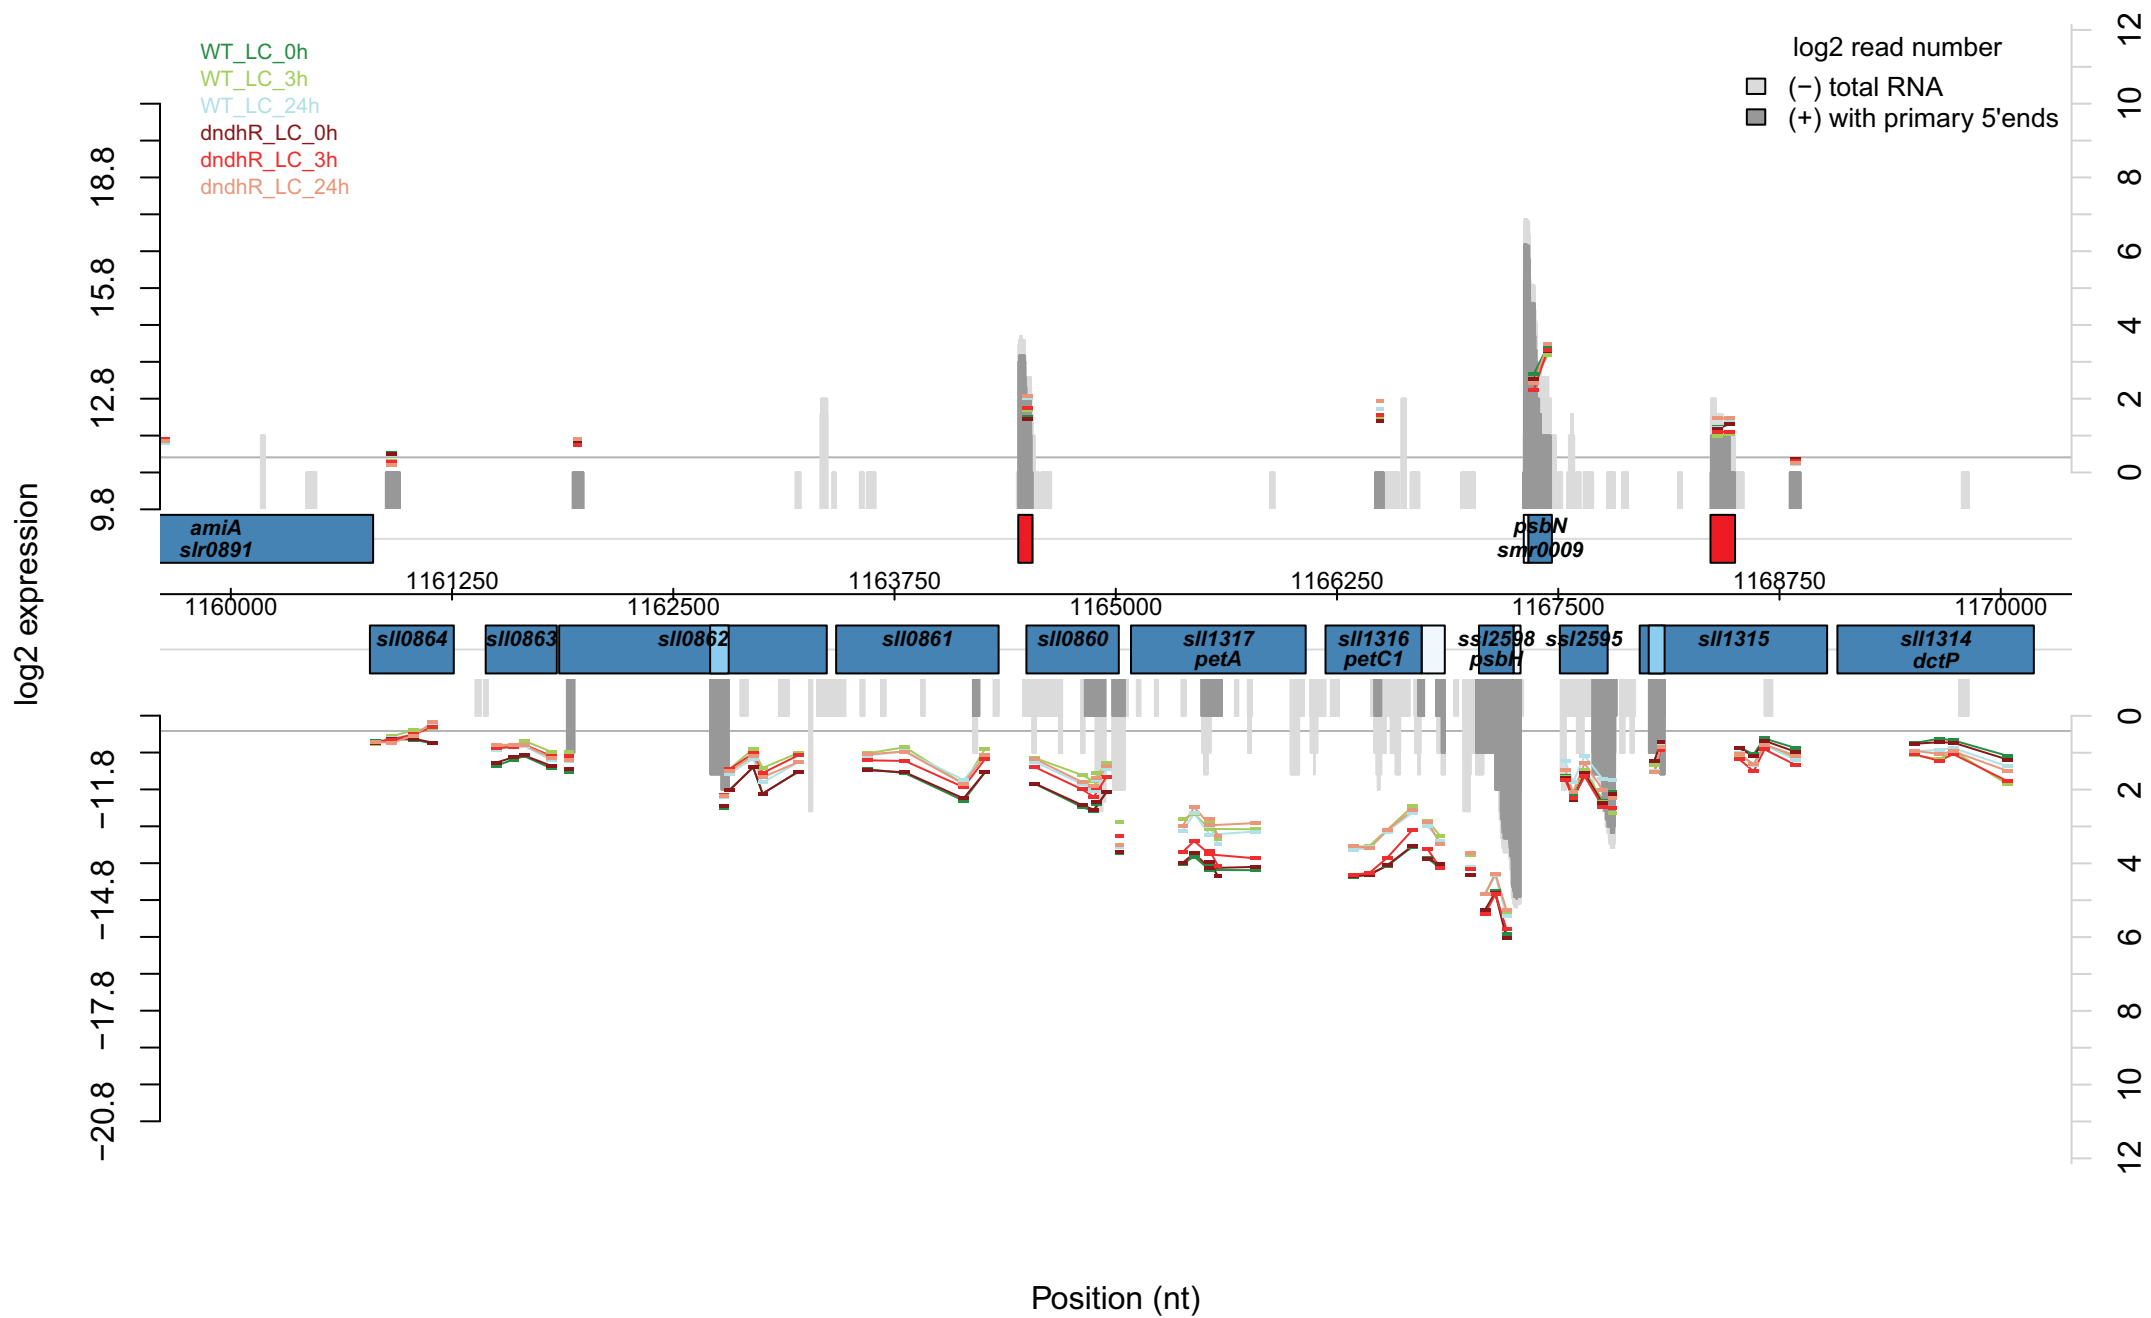 WT_LC_0h
WT_LC_3h
WT_LC_24h
dndhR_LC_0h
dndhR_LC_3h
dndhR_LC_24h
log2 read number
(−) total RNA
(+) with primary 5'ends
18.8
15.8
12.8
9.8
12
10
8
6
4
2
0
log2 expression
amiA
slr0891
psbN
smr0009
1161250
1163750
1166250
1168750
1160000
1162500
1165000
1167500
1170000
sll0864
sll0863
sll0862
sll0861
sll0860
sll1317
petA
sll1316
petC1
ssl2598
psbH
ssl2595
sll1315
sll1314
dctP
−11.8
−14.8
−17.8
−20.8
0
2
4
6
8
10
12
Position (nt)